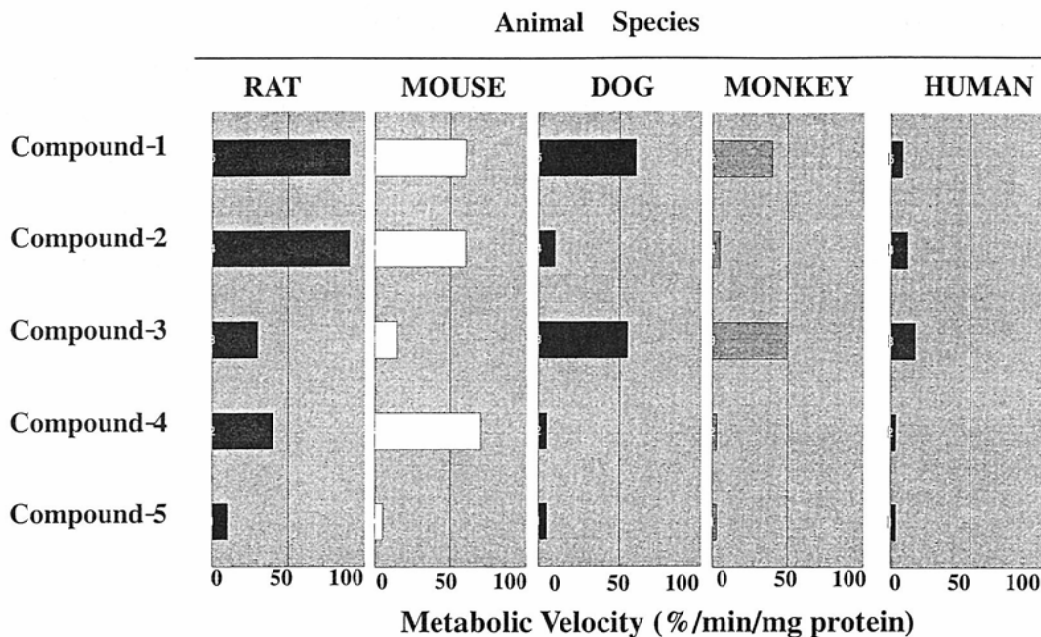 Animal Species
RAT MOUSE DOG MONKEY HUMAN
Compound-1
Compound-2
Compound-3
Compound-4
Compound-5
0 50 100 0 50 100 0 50 100 0 50 100 0 50 100
Metabolic Velocity (%/min/mg protein)